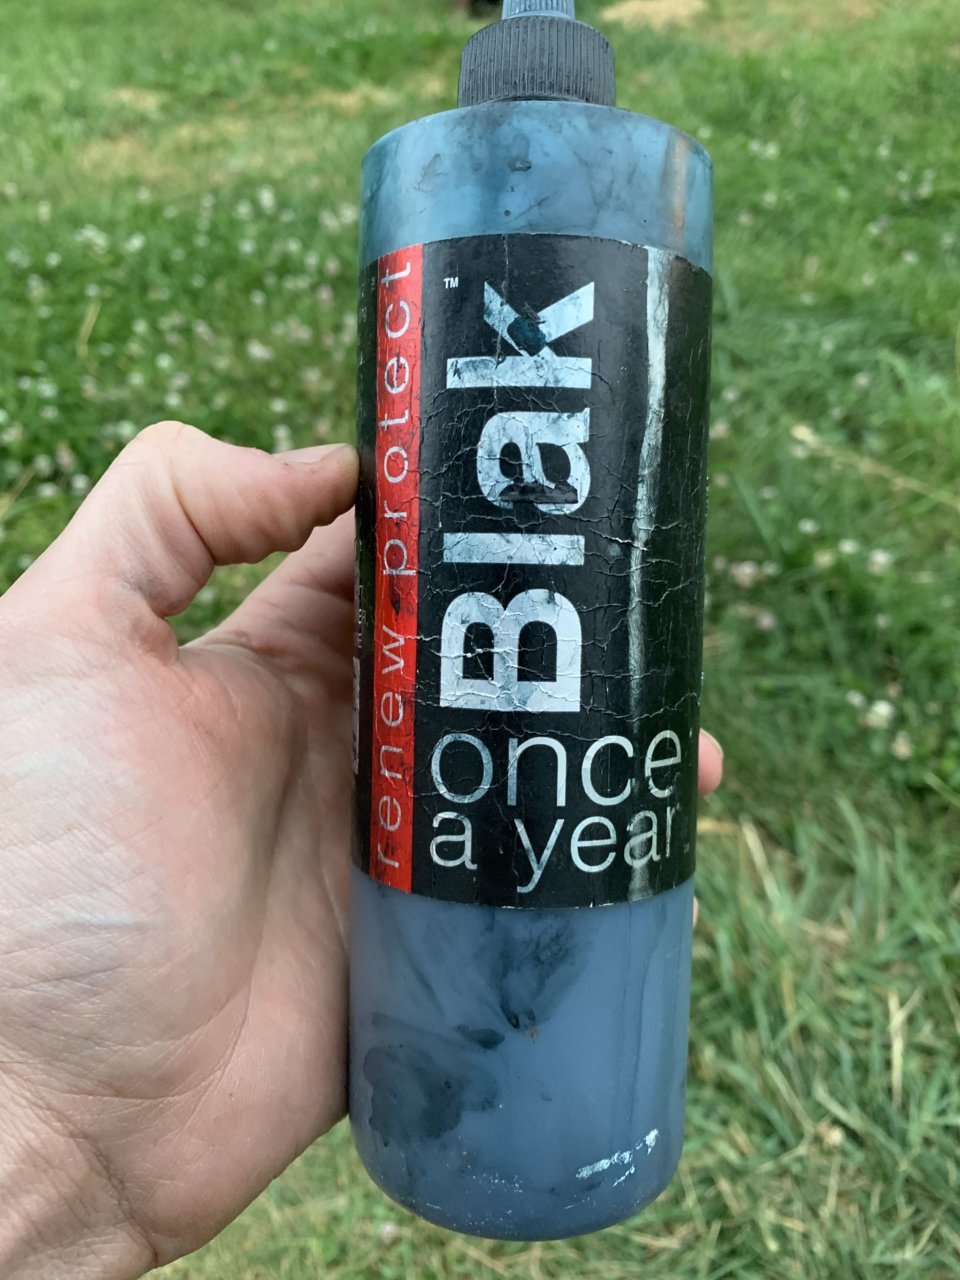 renew protect
Blak™
once
a year